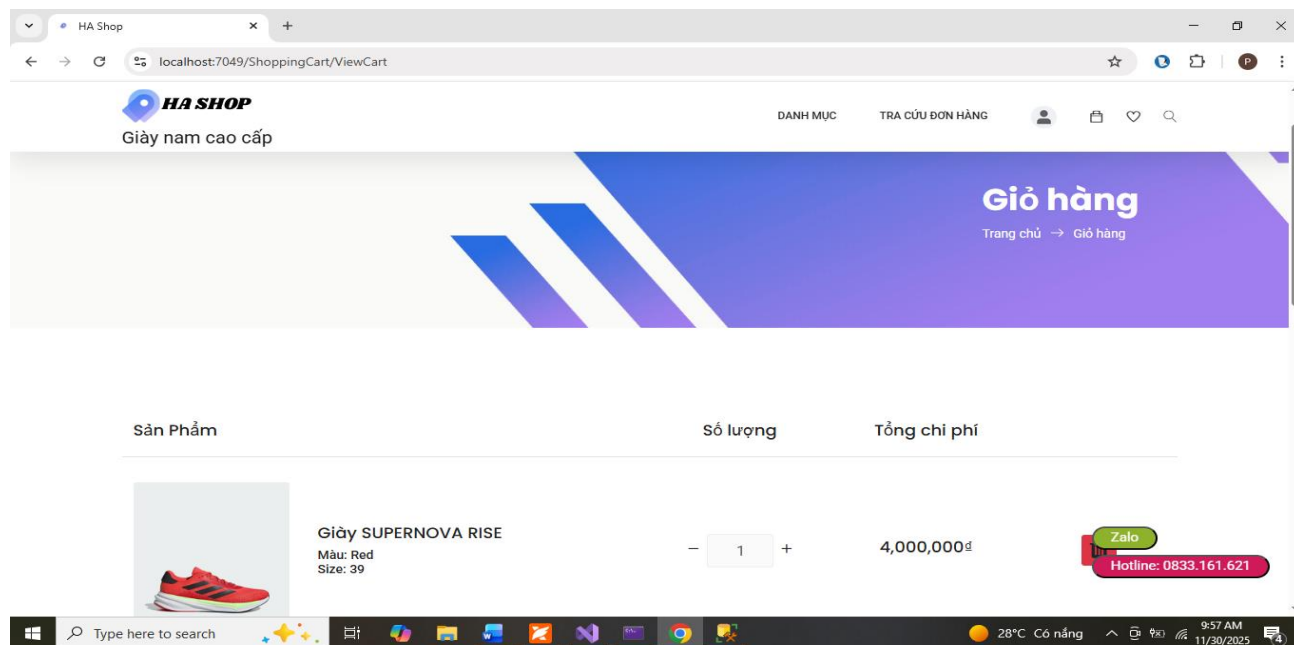 HA Shop
localhost:7049/ShoppingCart/ViewCart
P
HA SHOP
Giày nam cao cấp
DANH MỤC
TRA CỨU ĐƠN HÀNG
Giỏ hàng
Trang chủ → Giỏ hàng
Sản Phẩm
Số lượng
Tổng chi phí
Giày SUPERNOVA RISE
Màu: Red
Size: 39
− 1 +
4,000,000₫
Zalo
Hotline: 0833.161.621
Type here to search
28°C Có nắng
9:57 AM
11/30/2025
4